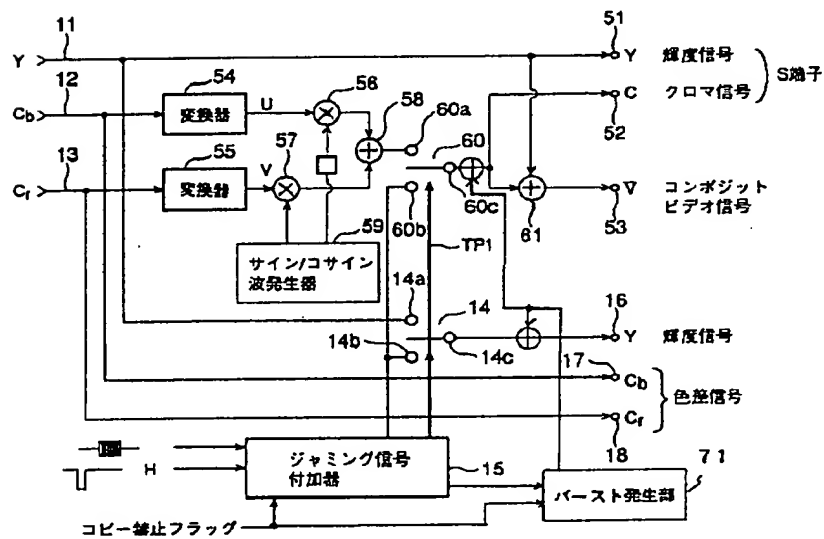 11
51
Y
Y 輝度信号
S端子
12
54
56
Cb
変換器
U
58
60a
C クロマ信号
52
13
55
57
60
Cr
変換器
V
60c
∇ コンポジット
ビデオ信号
60b
61
53
59
TP1
サイン/コサイン
波発生器
14a
14
16
14b
14c
Y 輝度信号
17
Cb
色差信号
Cr
18
H
ジャミング信号
付加器
15
71
バースト発生部
コピー禁止フラッグ